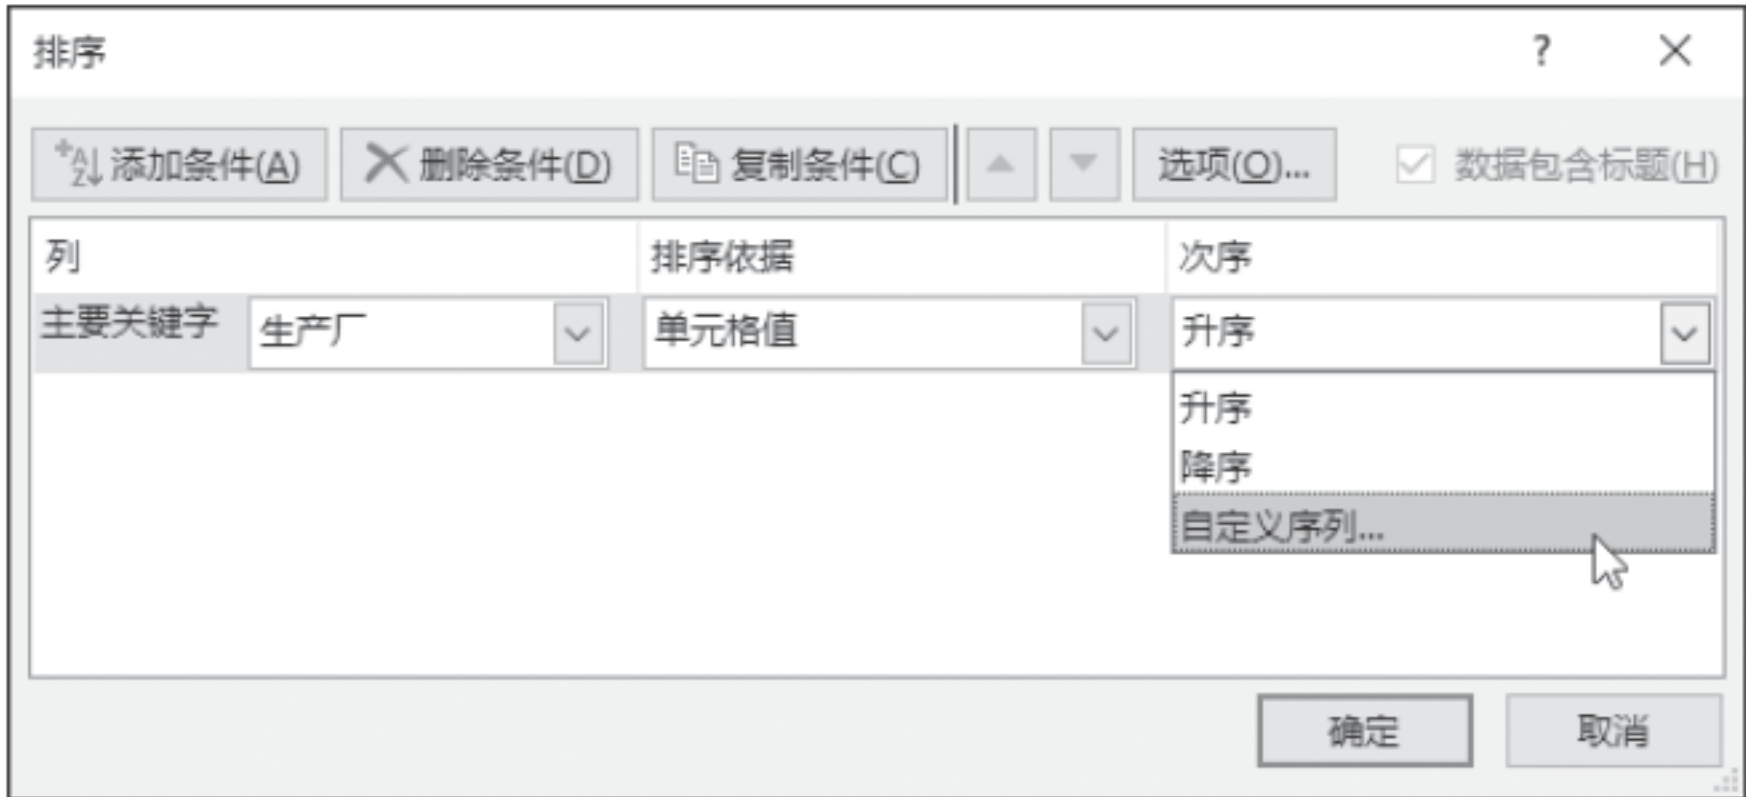 排序 ?
添加条件(A) 删除条件(D) 复制条件(C) 选项(O)... 数据包含标题(H)
列 排序依据 次序
主要关键字 生产厂 单元格值 升序
升序
降序
自定义序列...
确定 取消